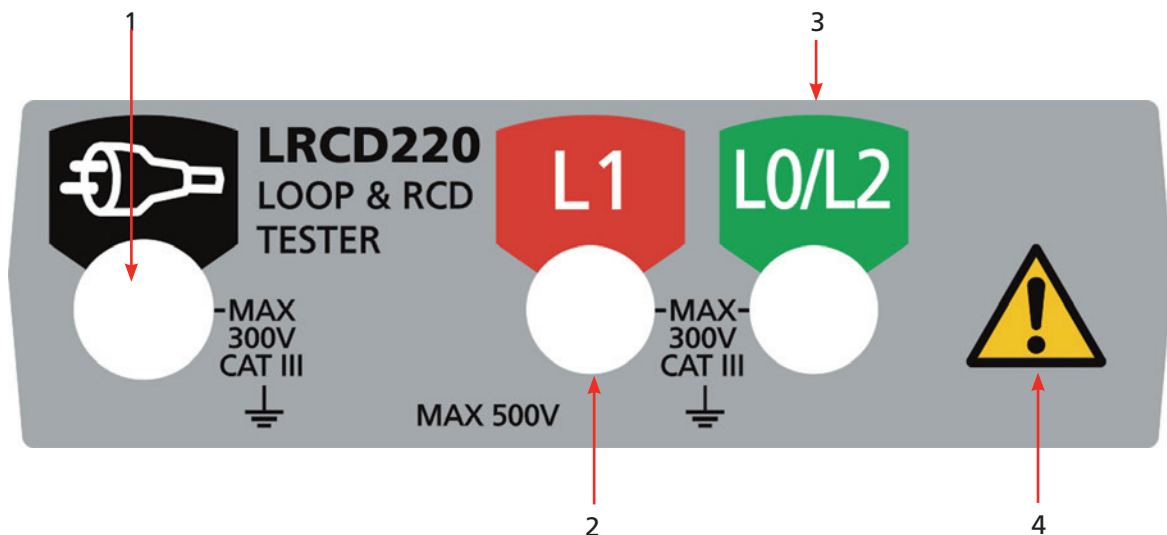 1
3
LRCD220
LOOP & RCD
TESTER
L1
L0/L2
MAX
300V
CAT III
MAX 500V
MAX
300V
CAT III
2
4